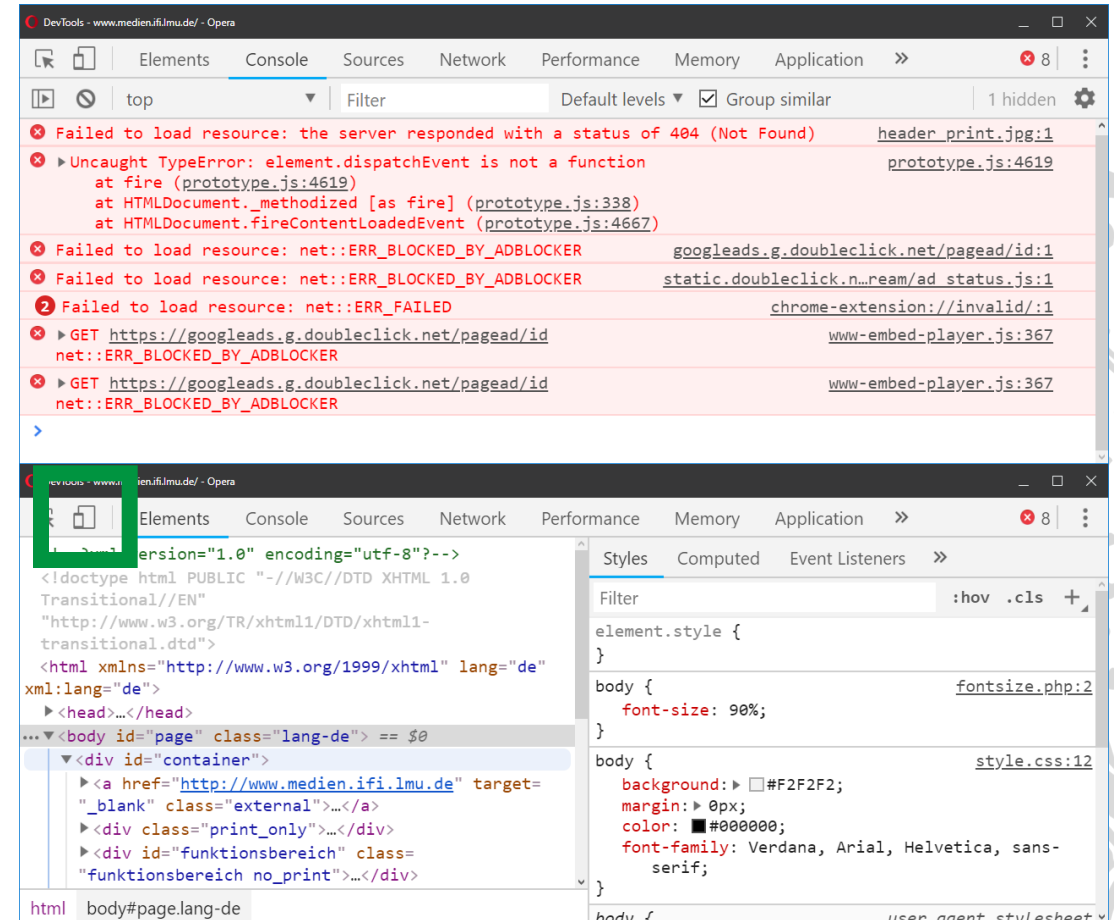 DevTools - www.medien.ifi.lmu.de/ - Opera
Elements Console Sources Network Performance Memory Application » 8
top Filter Default levels Group similar 1 hidden
Failed to load resource: the server responded with a status of 404 (Not Found) header_print.jpg:1
Uncaught TypeError: element.dispatchEvent is not a function prototype.js:4619
at fire (prototype.js:4619)
at HTMLDocument._methodized [as fire] (prototype.js:338)
at HTMLDocument.fireContentLoadedEvent (prototype.js:4667)
Failed to load resource: net::ERR_BLOCKED_BY_ADBLOCKER googleads.g.doubleclick.net/pagead/id:1
Failed to load resource: net::ERR_BLOCKED_BY_ADBLOCKER static.doubleclick.n…ream/ad_status.js:1
2 Failed to load resource: net::ERR_FAILED chrome-extension://invalid/:1
GET https://googleads.g.doubleclick.net/pagead/id www-embed-player.js:367
net::ERR_BLOCKED_BY_ADBLOCKER
GET https://googleads.g.doubleclick.net/pagead/id www-embed-player.js:367
net::ERR_BLOCKED_BY_ADBLOCKER
>
DevTools - www.medien.ifi.lmu.de/ - Opera
Elements Console Sources Network Performance Memory Application » 8
version="1.0" encoding="utf-8"?-->
<!doctype html PUBLIC "-//W3C//DTD XHTML 1.0
Transitional//EN"
"http://www.w3.org/TR/xhtml1/DTD/xhtml1-
transitional.dtd">
<html xmlns="http://www.w3.org/1999/xhtml" lang="de"
xml:lang="de">
<head>…</head>
<body id="page" class="lang-de"> == $0
<div id="container">
<a href="http://www.medien.ifi.lmu.de" target=
"_blank" class="external">…</a>
<div class="print_only">…</div>
<div id="funktionsbereich" class=
"funktionsbereich no_print">…</div>
html body#page.lang-de
Styles Computed Event Listeners »
Filter :hov .cls +
element.style {
}
body { fontsize.php:2
font-size: 90%;
}
body { style.css:12
background: #F2F2F2;
margin: 0px;
color: #000000;
font-family: Verdana, Arial, Helvetica, sans-
serif;
}
body { user agent stylesheet